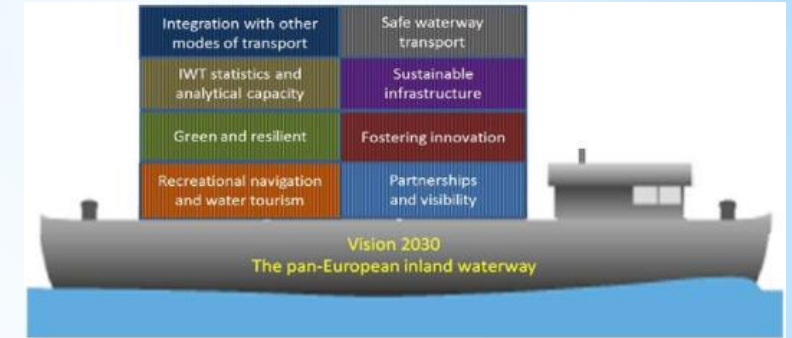 Integration with other
modes of transport
Safe waterway
transport
IWT statistics and
analytical capacity
Sustainable
infrastructure
Green and resilient
Fostering innovation
Recreational navigation
and water tourism
Partnerships
and visibility
Vision 2030
The pan-European inland waterway